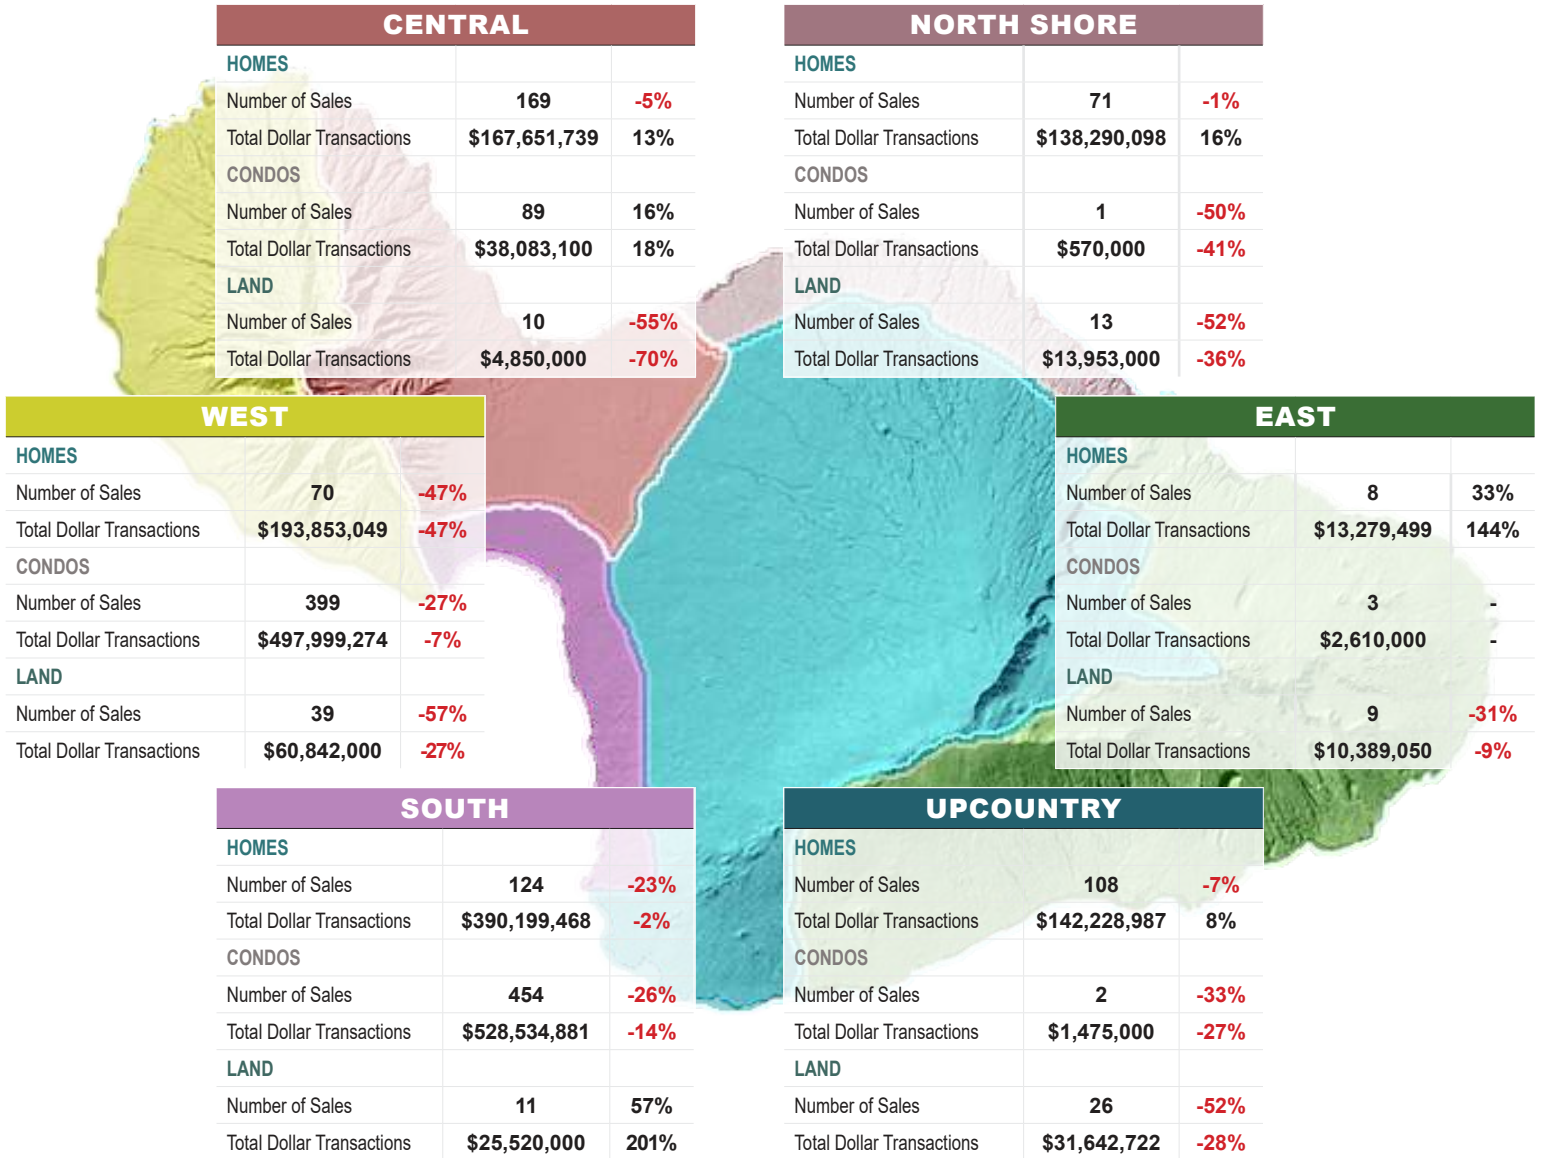 CENTRAL
HOMES
Number of Sales 169 -5%
Total Dollar Transactions $167,651,739 13%
CONDOS
Number of Sales 89 16%
Total Dollar Transactions $38,083,100 18%
LAND
Number of Sales 10 -55%
Total Dollar Transactions $4,850,000 -70%
NORTH SHORE
HOMES
Number of Sales 71 -1%
Total Dollar Transactions $138,290,098 16%
CONDOS
Number of Sales 1 -50%
Total Dollar Transactions $570,000 -41%
LAND
Number of Sales 13 -52%
Total Dollar Transactions $13,953,000 -36%
WEST
HOMES
Number of Sales 70 -47%
Total Dollar Transactions $193,853,049 -47%
CONDOS
Number of Sales 399 -27%
Total Dollar Transactions $497,999,274 -7%
LAND
Number of Sales 39 -57%
Total Dollar Transactions $60,842,000 -27%
EAST
HOMES
Number of Sales 8 33%
Total Dollar Transactions $13,279,499 144%
CONDOS
Number of Sales 3 -
Total Dollar Transactions $2,610,000 -
LAND
Number of Sales 9 -31%
Total Dollar Transactions $10,389,050 -9%
SOUTH
HOMES
Number of Sales 124 -23%
Total Dollar Transactions $390,199,468 -2%
CONDOS
Number of Sales 454 -26%
Total Dollar Transactions $528,534,881 -14%
LAND
Number of Sales 11 57%
Total Dollar Transactions $25,520,000 201%
UPCOUNTRY
HOMES
Number of Sales 108 -7%
Total Dollar Transactions $142,228,987 8%
CONDOS
Number of Sales 2 -33%
Total Dollar Transactions $1,475,000 -27%
LAND
Number of Sales 26 -52%
Total Dollar Transactions $31,642,722 -28%